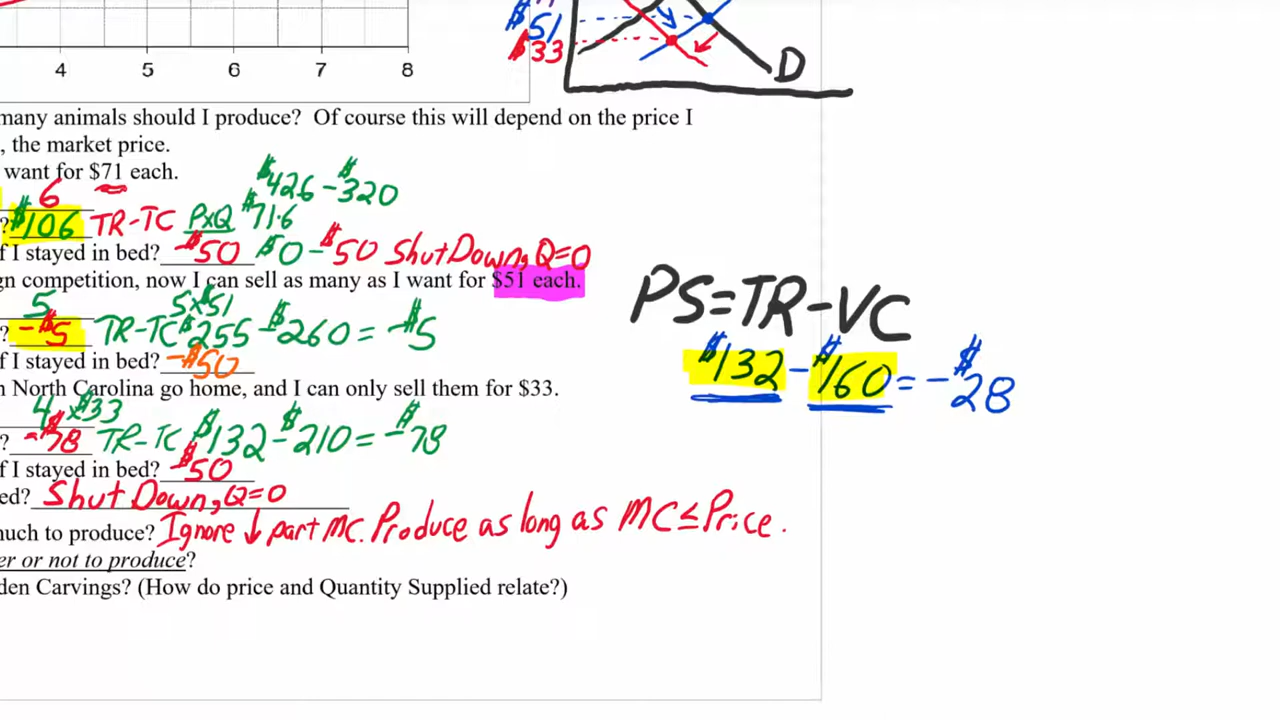 $51
$33
D
4 5 6 7 8
many animals should I produce? Of course this will depend on the price I
, the market price.
want for $71 each.
6 $426 - $320
? $106 TR-TC PxQ $71·6
f I stayed in bed? -$50 $0 - $50 Shut Down, Q=0
gn competition, now I can sell as many as I want for $51 each.
5 5x$51
? -$5 TR-TC $255 - $260 = -$5
f I stayed in bed? -$50
n North Carolina go home, and I can only sell them for $33.
4 x$33
? -$78 TR-TC $132 - $210 = -$78
f I stayed in bed? -$50
ed? Shut Down, Q=0
much to produce? Ignore ↓ part MC. Produce as long as MC ≤ Price.
er or not to produce?
den Carvings? (How do price and Quantity Supplied relate?)
PS=TR-VC
$132 - $160 = -$28